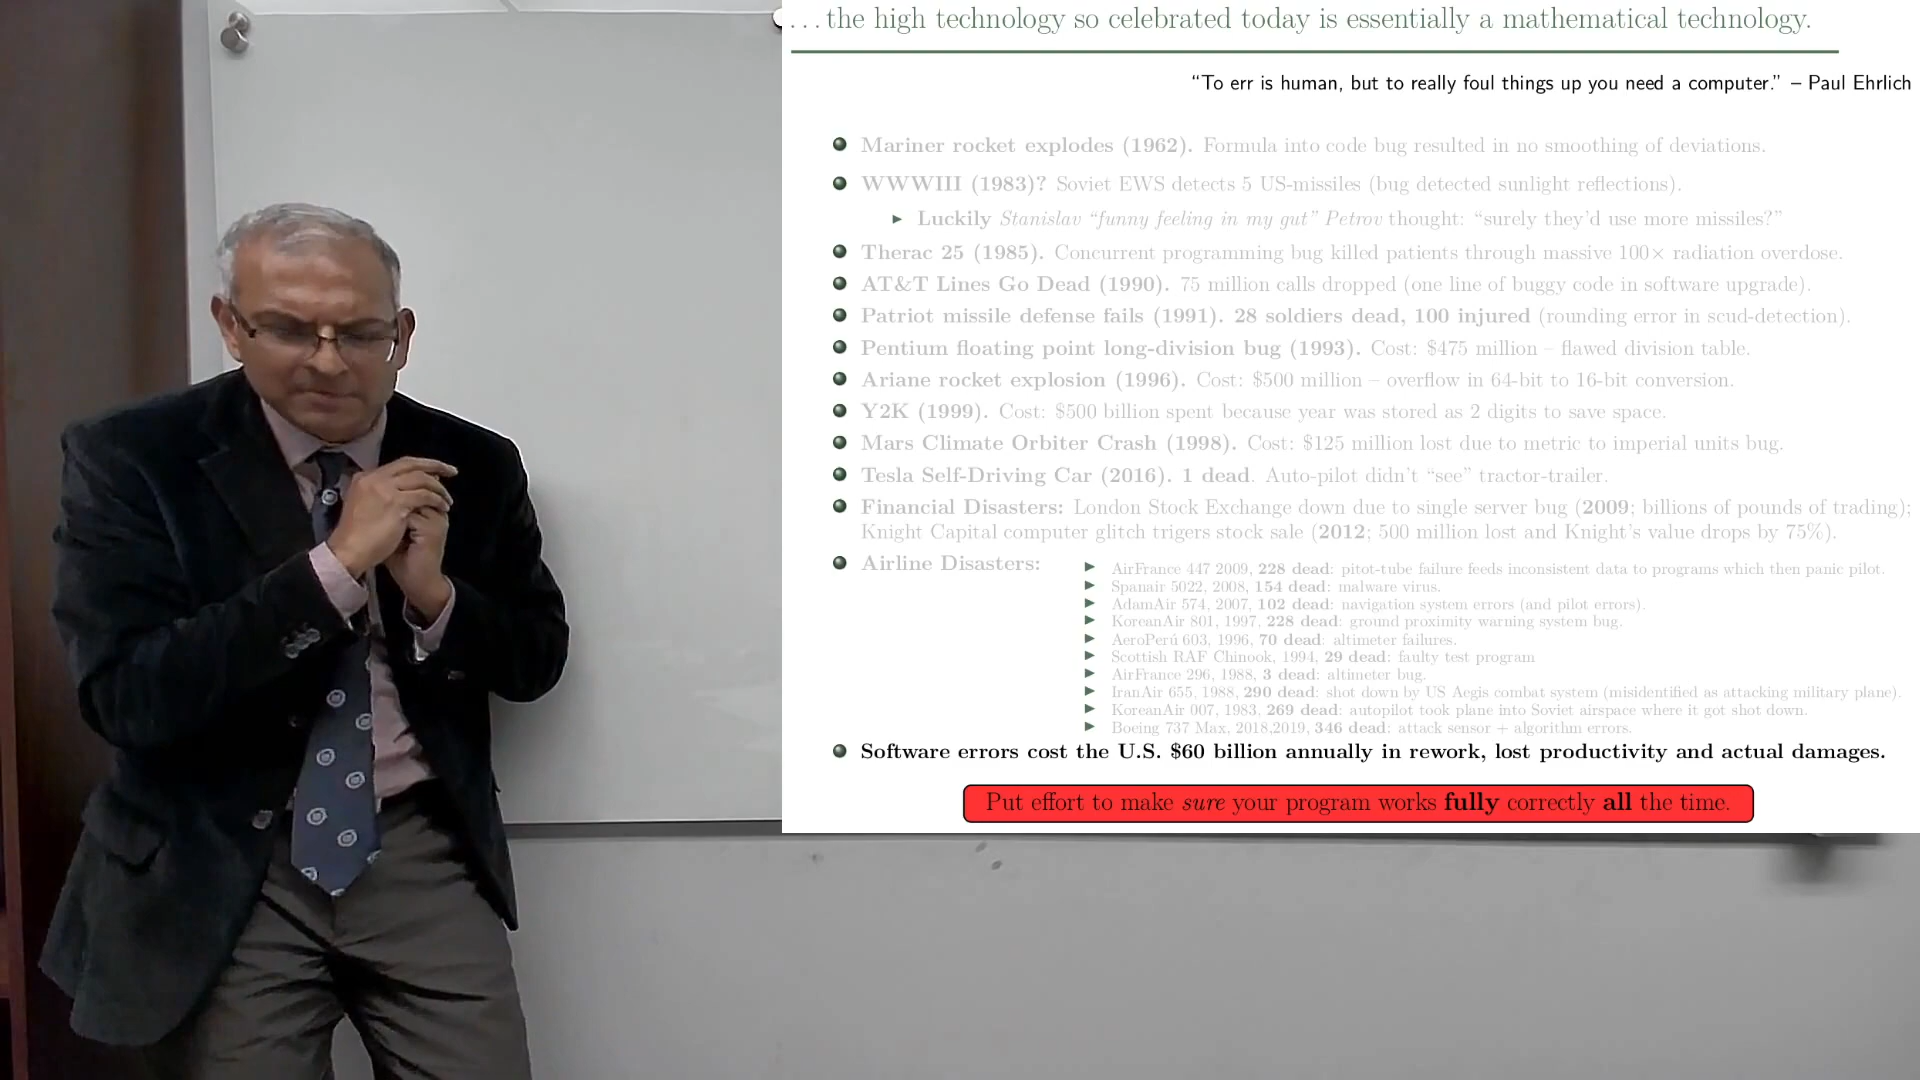 ...the high technology so celebrated today is essentially a mathematical technology.
“To err is human, but to really foul things up you need a computer.” – Paul Ehrlich
Mariner rocket explodes (1962). Formula into code bug resulted in no smoothing of deviations.
WWWIII (1983)? Soviet EWS detects 5 US-missiles (bug detected sunlight reflections).
Luckily Stanislav “funny feeling in my gut” Petrov thought: “surely they’d use more missiles?”
Therac 25 (1985). Concurrent programming bug killed patients through massive 100× radiation overdose.
AT&T Lines Go Dead (1990). 75 million calls dropped (one line of buggy code in software upgrade).
Patriot missile defense fails (1991). 28 soldiers dead, 100 injured (rounding error in scud-detection).
Pentium floating point long-division bug (1993). Cost: $475 million – flawed division table.
Ariane rocket explosion (1996). Cost: $500 million – overflow in 64-bit to 16-bit conversion.
Y2K (1999). Cost: $500 billion spent because year was stored as 2 digits to save space.
Mars Climate Orbiter Crash (1998). Cost: $125 million lost due to metric to imperial units bug.
Tesla Self-Driving Car (2016). 1 dead. Auto-pilot didn’t “see” tractor-trailer.
Financial Disasters: London Stock Exchange down due to single server bug (2009; billions of pounds of trading);
Knight Capital computer glitch trigers stock sale (2012; 500 million lost and Knight’s value drops by 75%).
Airline Disasters:
AirFrance 447 2009, 228 dead: pitot-tube failure feeds inconsistent data to programs which then panic pilot.
Spanair 5022, 2008, 154 dead: malware virus.
AdamAir 574, 2007, 102 dead: navigation system errors (and pilot errors).
KoreanAir 801, 1997, 228 dead: ground proximity warning system bug.
AeroPerú 603, 1996, 70 dead: altimeter failures.
Scottish RAF Chinook, 1994, 29 dead: faulty test program
AirFrance 296, 1988, 3 dead: altimeter bug.
IranAir 655, 1988, 290 dead: shot down by US Aegis combat system (misidentified as attacking military plane).
KoreanAir 007, 1983, 269 dead: autopilot took plane into Soviet airspace where it got shot down.
Boeing 737 Max, 2018,2019, 346 dead: attack sensor + algorithm errors.
Software errors cost the U.S. $60 billion annually in rework, lost productivity and actual damages.
Put effort to make sure your program works fully correctly all the time.